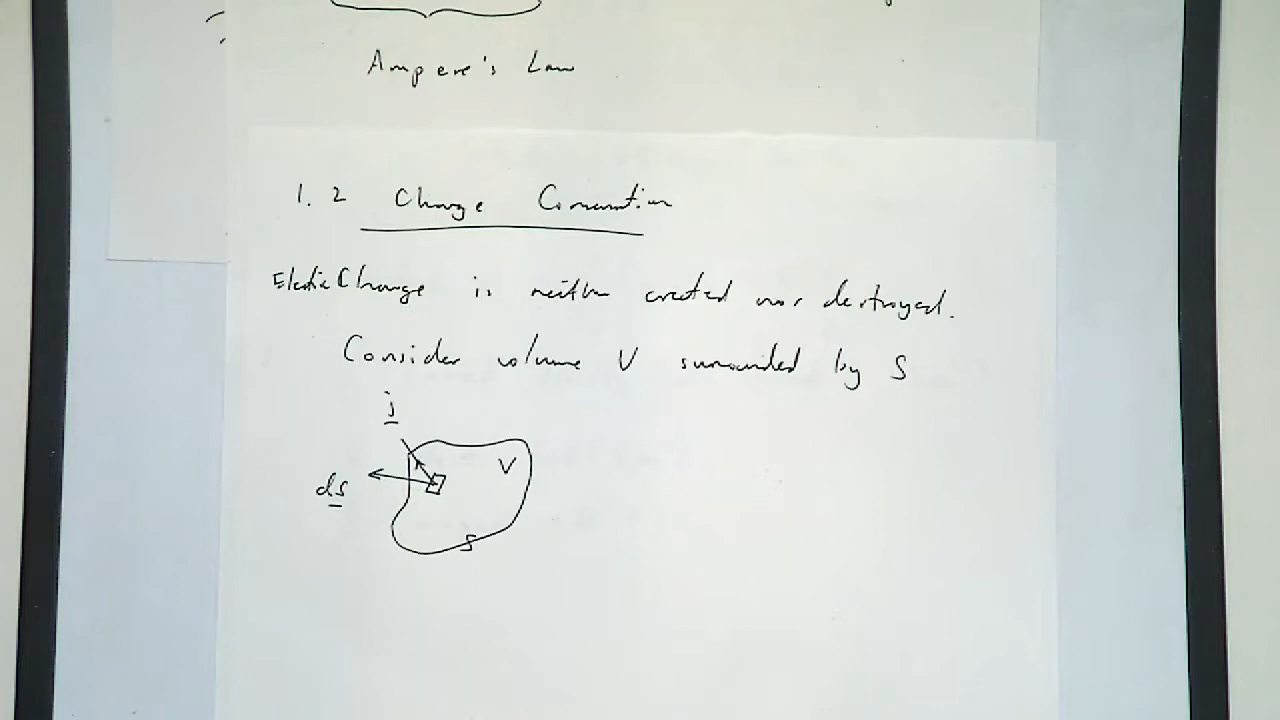 Ampere's Law
1.2 Charge Conservation
Electric Charge is neither created nor destroyed.
Consider volume V surrounded by S
j
V
ds
S